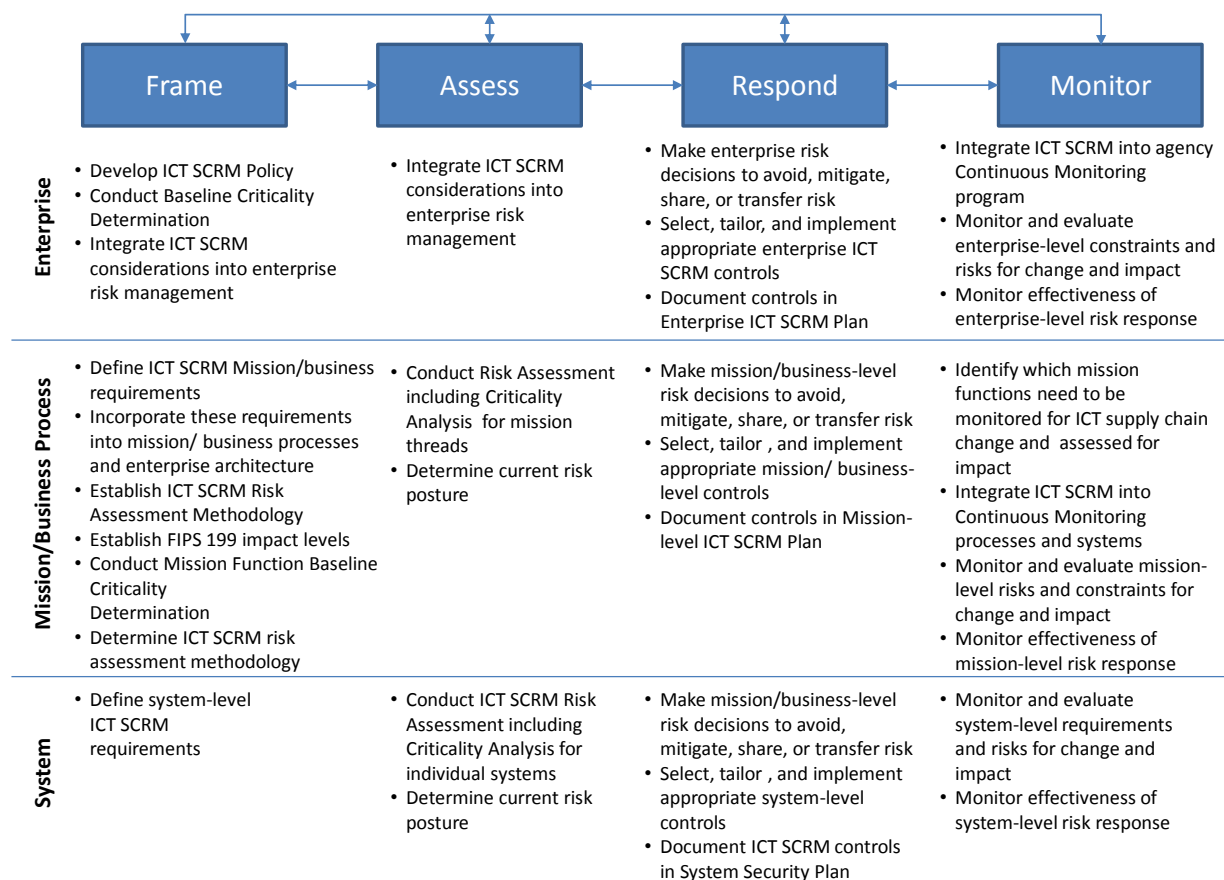 Frame
Assess
Respond
Monitor
Enterprise
• Develop ICT SCRM Policy
• Conduct Baseline Criticality
Determination
• Integrate ICT SCRM
considerations into enterprise
risk management
• Integrate ICT SCRM
considerations into
enterprise risk
management
• Make enterprise risk
decisions to avoid, mitigate,
share, or transfer risk
• Select, tailor, and implement
appropriate enterprise ICT
SCRM controls
• Document controls in
Enterprise ICT SCRM Plan
• Integrate ICT SCRM into agency
Continuous Monitoring
program
• Monitor and evaluate
enterprise-level constraints and
risks for change and impact
• Monitor effectiveness of
enterprise-level risk response
Mission/Business Process
• Define ICT SCRM Mission/business
requirements
• Incorporate these requirements
into mission/ business processes
and enterprise architecture
• Establish ICT SCRM Risk
Assessment Methodology
• Establish FIPS 199 impact levels
• Conduct Mission Function Baseline
Criticality
Determination
• Determine ICT SCRM risk
assessment methodology
• Conduct Risk Assessment
including Criticality
Analysis for mission
threads
• Determine current risk
posture
• Make mission/business-level
risk decisions to avoid,
mitigate, share, or transfer risk
• Select, tailor , and implement
appropriate mission/ business-
level controls
• Document controls in Mission-
level ICT SCRM Plan
• Identify which mission
functions need to be
monitored for ICT supply chain
change and assessed for
impact
• Integrate ICT SCRM into
Continuous Monitoring
processes and systems
• Monitor and evaluate mission-
level risks and constraints for
change and impact
• Monitor effectiveness of
mission-level risk response
System
• Define system-level
ICT SCRM
requirements
• Conduct ICT SCRM Risk
Assessment including
Criticality Analysis for
individual systems
• Determine current risk
posture
• Make mission/business-level
risk decisions to avoid,
mitigate, share, or transfer risk
• Select, tailor , and implement
appropriate system-level
controls
• Document ICT SCRM controls
in System Security Plan
• Monitor and evaluate
system-level requirements
and risks for change and
impact
• Monitor effectiveness of
system-level risk response